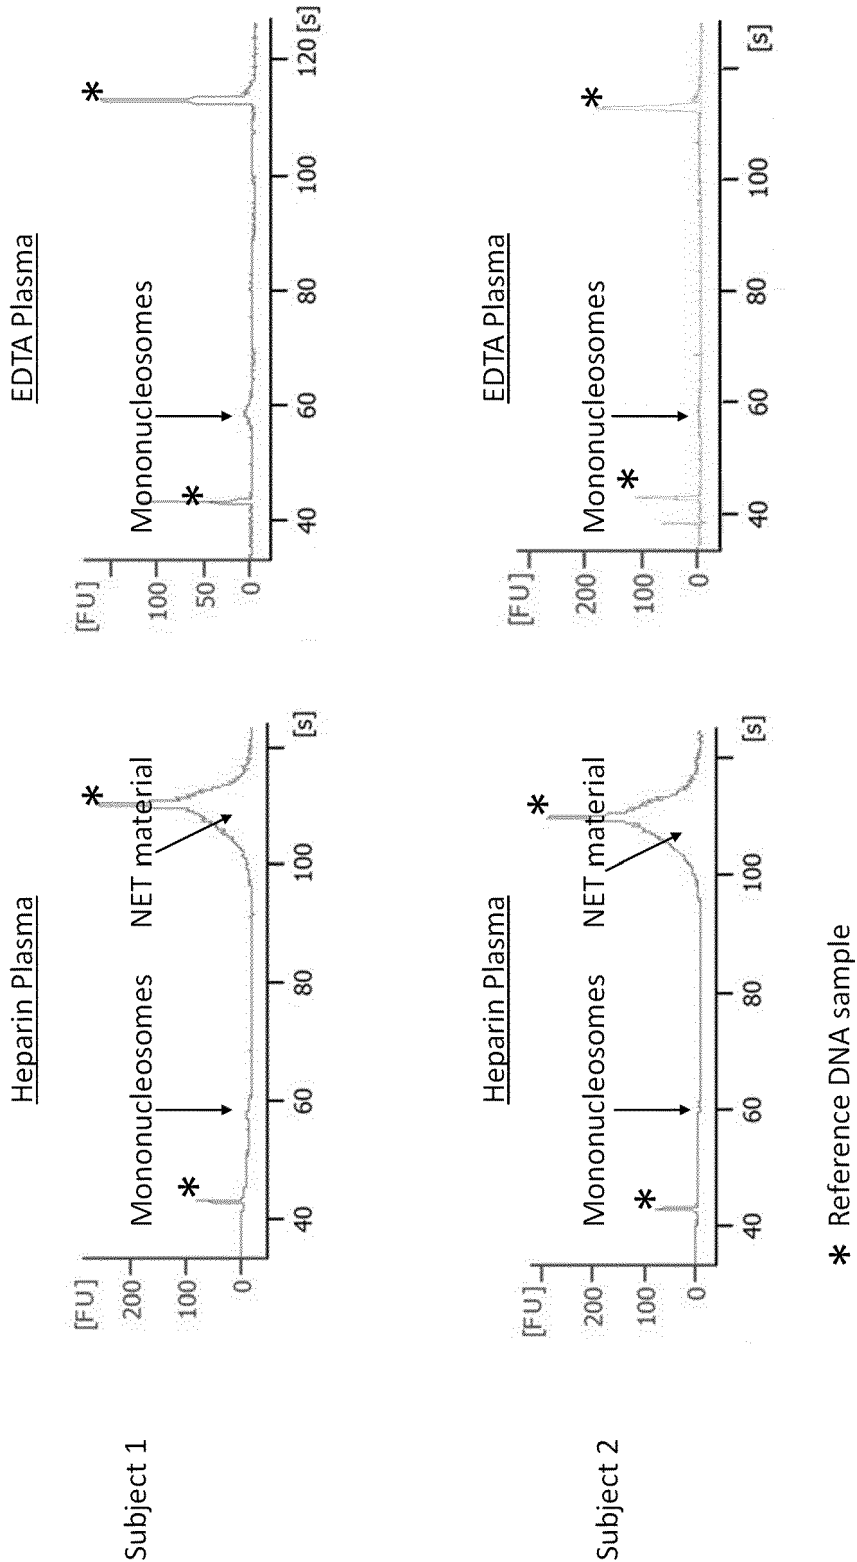 Heparin Plasma
EDTA Plasma
Subject 1
[FU]
200
100
0
40
60
80
100
[s]
Mononucleosomes
NET material
*
*
[FU]
100
50
0
40
60
80
100
120 [s]
Mononucleosomes
*
*
Heparin Plasma
EDTA Plasma
Subject 2
[FU]
200
100
0
40
60
80
100
[s]
Mononucleosomes
NET material
*
*
[FU]
200
100
0
40
60
80
100
[s]
Mononucleosomes
*
*
* Reference DNA sample